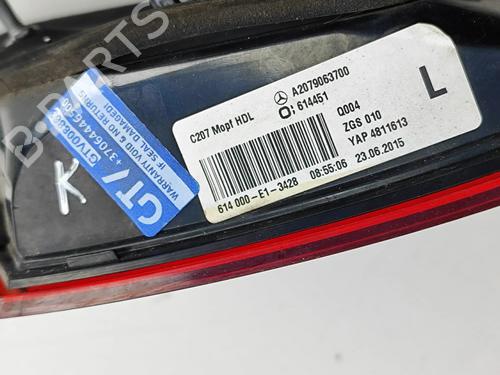 C207 Mopf HDL
A2079063700
614451
Q004
ZGS 010
YAP 4811613
614 000-E1-3428
08:55:06 23.06.2015
L
GTV
WARRANTY VOID & NO RETURNS
IF SEAL DAMAGED!
K
B-PARTS